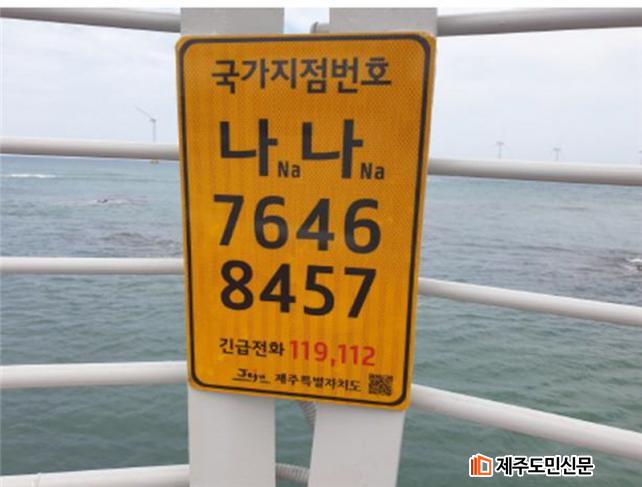 국가지점번호
나Na나Na
7646
8457
긴급전화 119,112
Jeju 제주특별자치도
제주도민신문